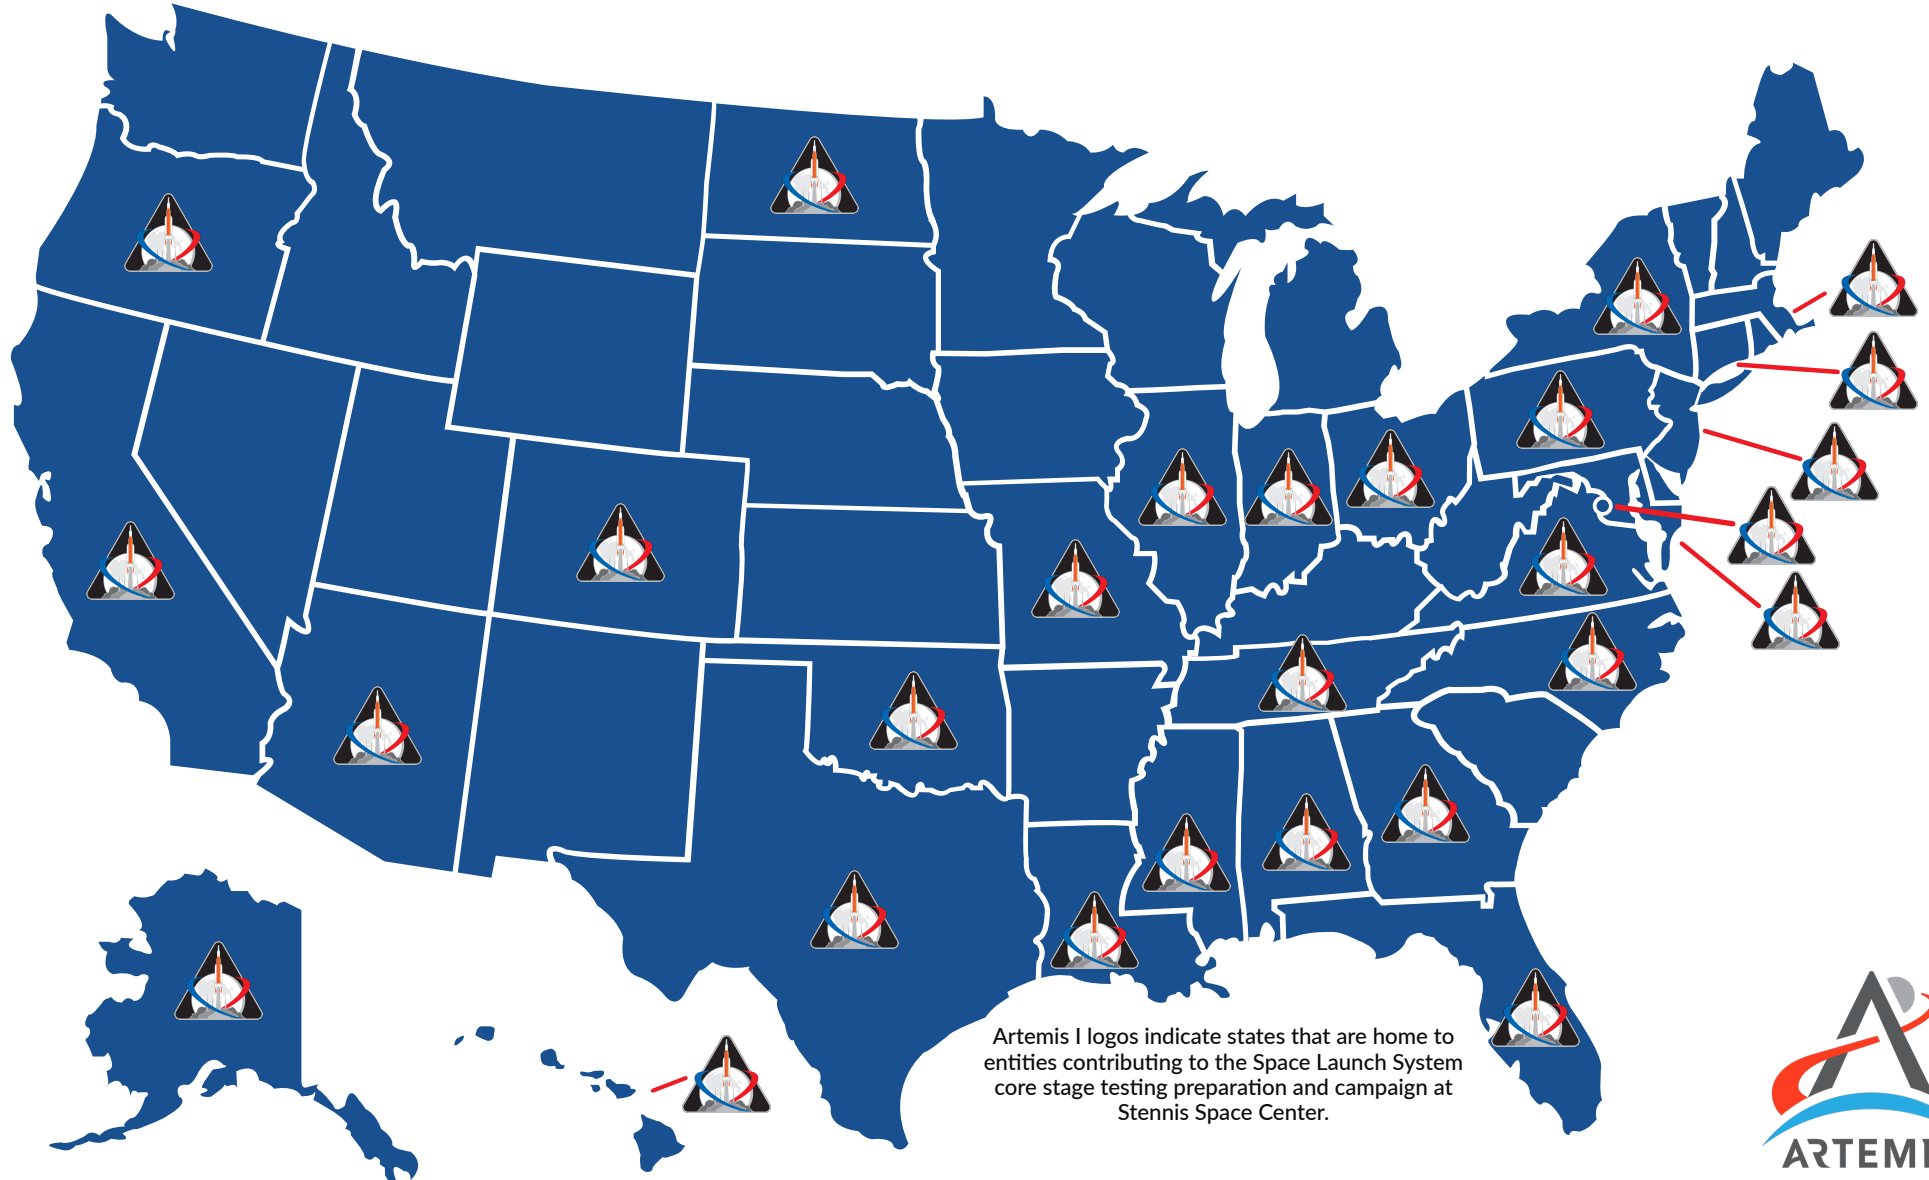 Artemis I logos indicate states that are home to
entities contributing to the Space Launch System
core stage testing preparation and campaign at
Stennis Space Center.
ARTEMI